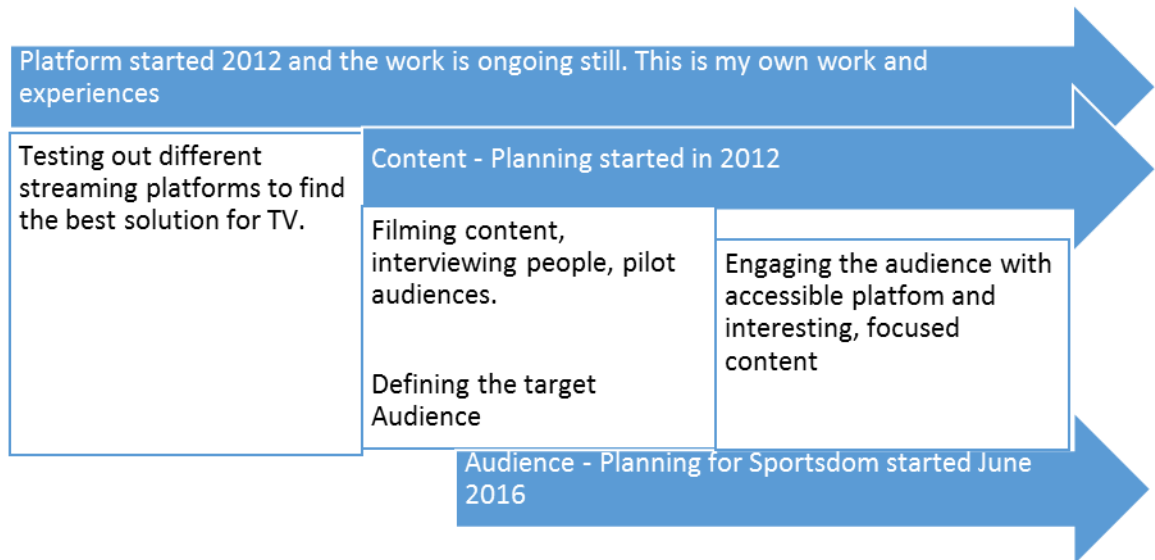 Platform started 2012 and the work is ongoing still. This is my own work and
experiences
Testing out different
streaming platforms to find
the best solution for TV.
Content - Planning started in 2012
Filming content,
interviewing people, pilot
audiences.
Defining the target
Audience
Engaging the audience with
accessible platfom and
interesting, focused
content
Audience - Planning for Sportsdom started June
2016